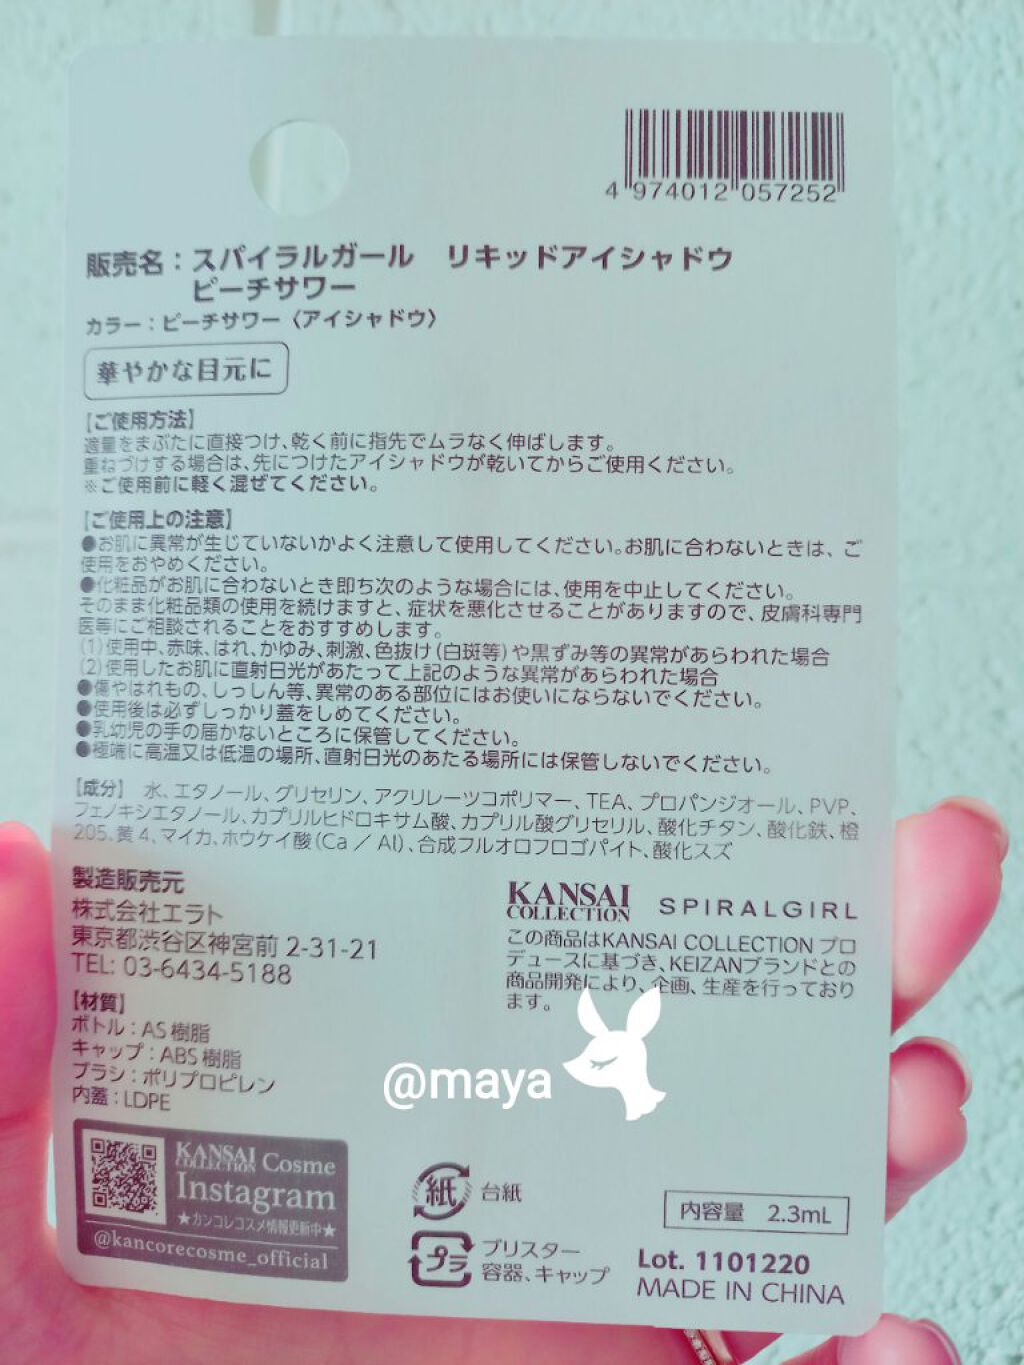 4 974012 057252
販売名：スパイラルガール　リキッドアイシャドウ
ピーチサワー
カラー：ピーチサワー〈アイシャドウ〉
華やかな目元に
【ご使用方法】
適量をまぶたに直接つけ、乾く前に指先でムラなく伸ばします。
重ねづけする場合は、先につけたアイシャドウが乾いてからご使用ください。
※ご使用前に軽く混ぜてください。
【ご使用上の注意】
●お肌に異常が生じていないかよく注意して使用してください。お肌に合わないときは、ご
使用をおやめください。
●化粧品がお肌に合わないとき即ち次のような場合には、使用を中止してください。
そのまま化粧品類の使用を続けますと、症状を悪化させることがありますので、皮膚科専門
医等にご相談されることをおすすめします。
(1)使用中、赤味、はれ、かゆみ、刺激、色抜け(白斑等)や黒ずみ等の異常があらわれた場合
(2)使用したお肌に直射日光があたって上記のような異常があらわれた場合
●傷やはれもの、しっしん等、異常のある部位にはお使いにならないでください。
●使用後は必ずしっかり蓋をしめてください。
●乳幼児の手の届かないところに保管してください。
●極端に高温又は低温の場所、直射日光のあたる場所には保管しないでください。
【成分】 水、エタノール、グリセリン、アクリレーツコポリマー、TEA、プロパンジオール、PVP、
フェノキシエタノール、カプリルヒドロキサム酸、カプリル酸グリセリル、酸化チタン、酸化鉄、橙
205、黄4、マイカ、ホウケイ酸(Ca／Al)、合成フルオロフロゴパイト、酸化スズ
製造販売元
株式会社エラト
東京都渋谷区神宮前 2-31-21
TEL: 03-6434-5188
【材質】
ボトル：AS樹脂
キャップ：ABS樹脂
ブラシ：ポリプロピレン
内蓋：LDPE
KANSAI
COLLECTION
SPIRALGIRL
この商品はKANSAI COLLECTION プロ
デュースに基づき、KEIZANブランドとの
商品開発により、企画、生産を行っており
ます。
@maya
KANSAI
COLLECTION Cosme
Instagram
★カンコレコスメ情報更新中★
@kancorecosme_official
紙 台紙
プラ ブリスター
容器、キャップ
内容量 2.3mL
Lot. 1101220
MADE IN CHINA